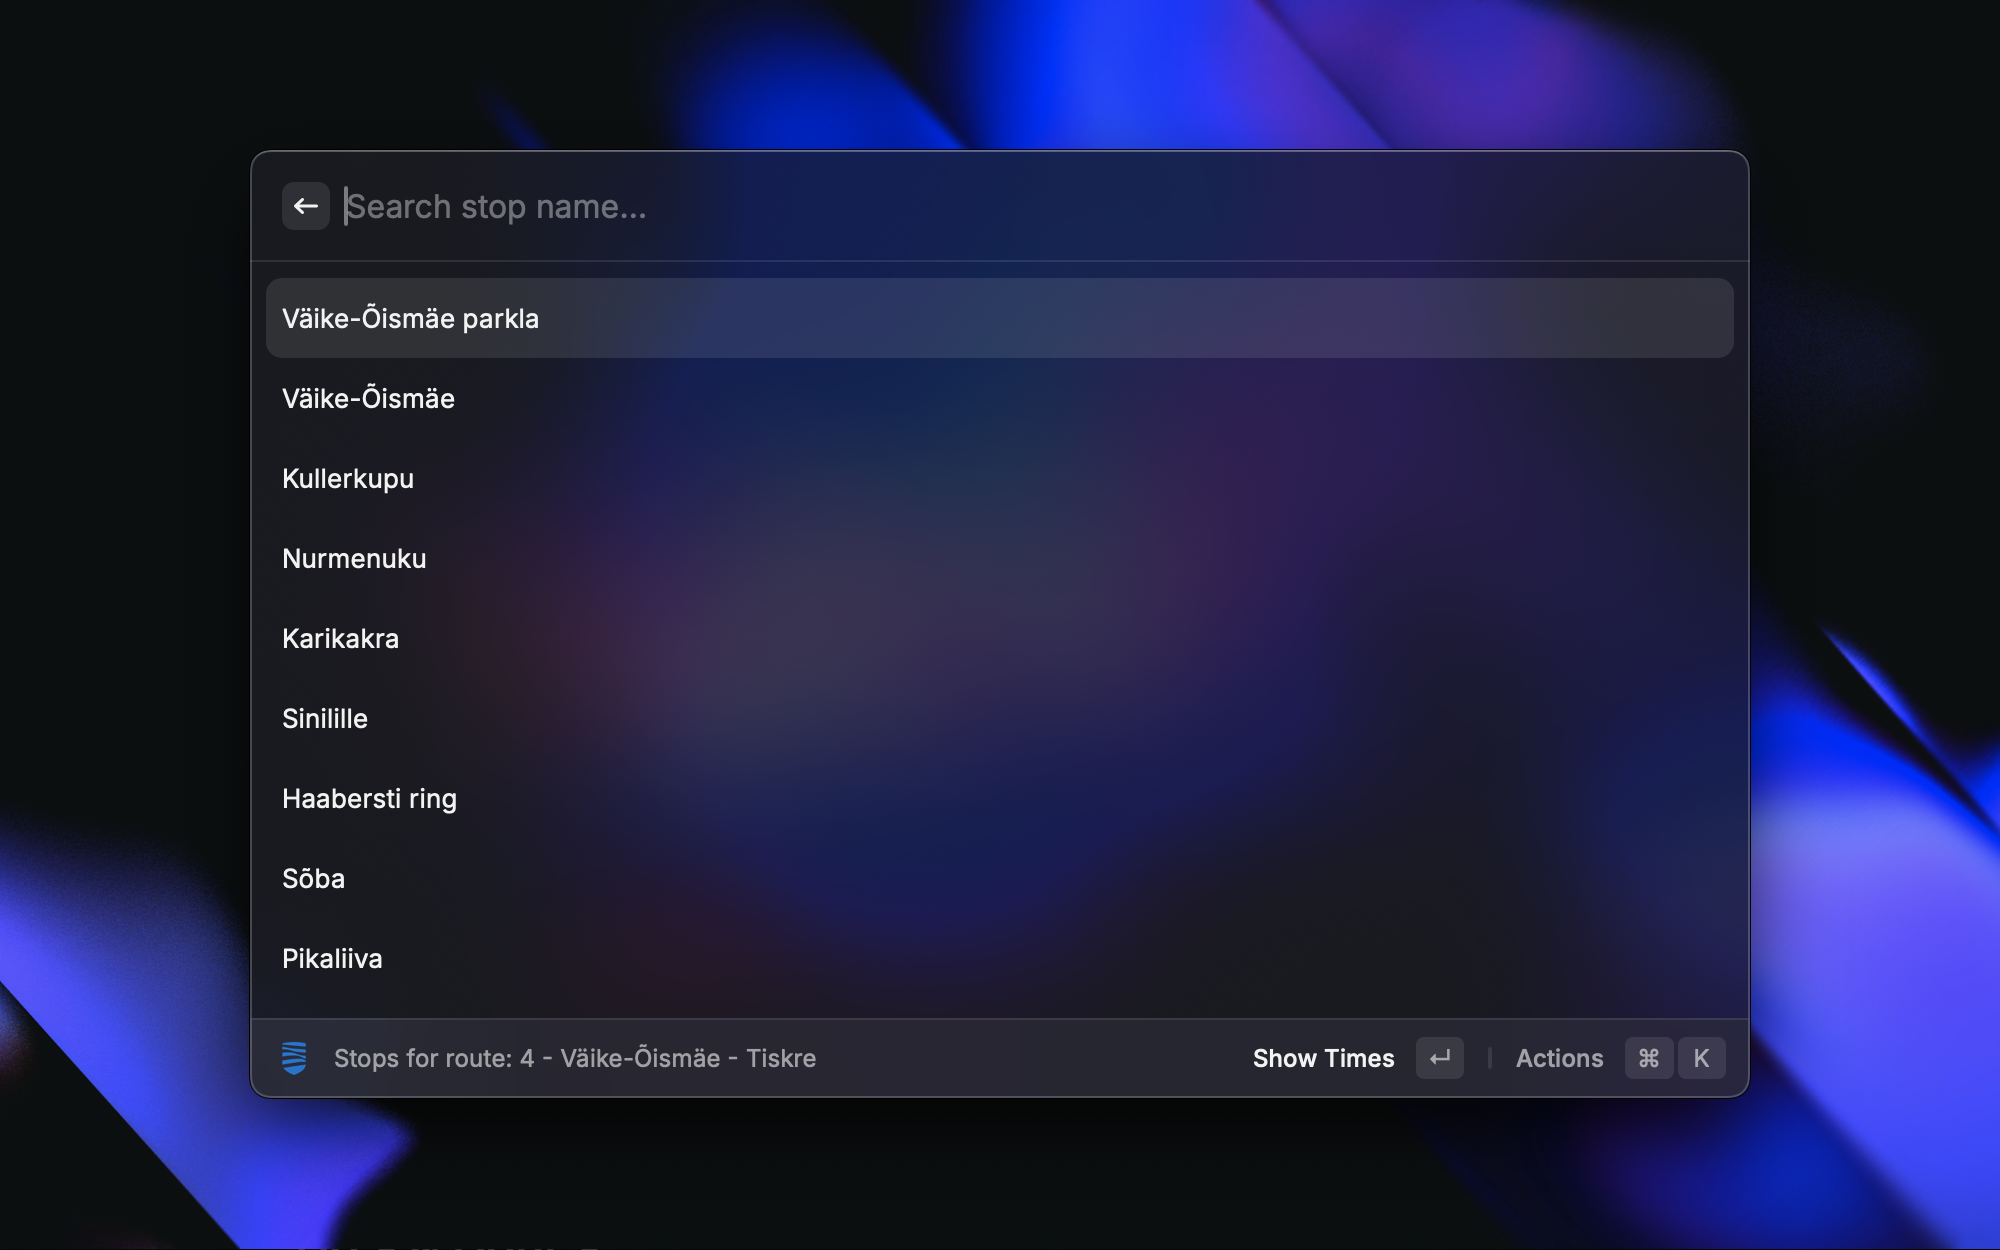 Search stop name...
Väike-Õismäe parkla
Väike-Õismäe
Kullerkupu
Nurmenuku
Karikakra
Sinilille
Haabersti ring
Sõba
Pikaliiva
Stops for route: 4 - Väike-Õismäe - Tiskre
Show Times ↵ | Actions ⌘ K